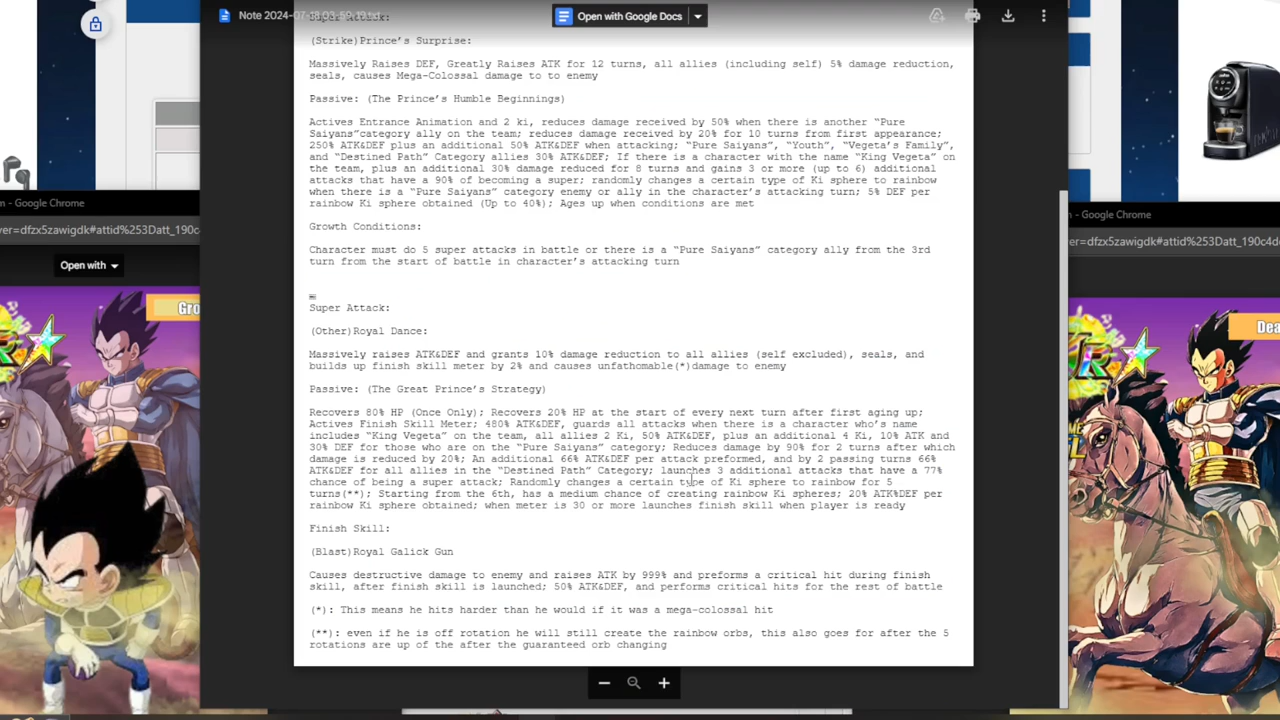 Note 2024-07-18 03-59-19.txt
Open with Google Docs
Super Attack:
(Strike)Prince's Surprise:
Massively Raises DEF, Greatly Raises ATK for 12 turns, all allies (including self) 5% damage reduction,
seals, causes Mega-Colossal damage to to enemy
Passive: (The Prince's Humble Beginnings)
Actives Entrance Animation and 2 ki, reduces damage received by 50% when there is another "Pure
Saiyans"category ally on the team; reduces damage received by 20% for 10 turns from first appearance;
250% ATK&DEF plus an additional 50% ATK&DEF when attacking; "Pure Saiyans", "Youth", "Vegeta's Family",
and "Destined Path" Category allies 30% ATK&DEF; If there is a character with the name "King Vegeta" on
the team, plus an additional 30% damage reduced for 8 turns and gains 3 or more (up to 6) additional
attacks that have a 90% of becoming a super; randomly changes a certain type of Ki sphere to rainbow
when there is a "Pure Saiyans" category enemy or ally in the character's attacking turn; 5% DEF per
rainbow Ki sphere obtained (Up to 40%); Ages up when conditions are met
Growth Conditions:
Character must do 5 super attacks in battle or there is a "Pure Saiyans" category ally from the 3rd
turn from the start of battle in character's attacking turn
Super Attack:
(Other)Royal Dance:
Massively raises ATK&DEF and grants 10% damage reduction to all allies (self excluded), seals, and
builds up finish skill meter by 2% and causes unfathomable(*)damage to enemy
Passive: (The Great Prince's Strategy)
Recovers 80% HP (Once Only); Recovers 20% HP at the start of every next turn after first aging up;
Actives Finish Skill Meter; 480% ATK&DEF, guards all attacks when there is a character who's name
includes "King Vegeta" on the team, all allies 2 Ki, 50% ATK&DEF, plus an additional 4 Ki, 10% ATK and
30% DEF for those who are on the "Pure Saiyans" category; Reduces damage by 90% for 2 turns after which
damage is reduced by 20%; An additional 66% ATK&DEF per attack preformed, and by 2 passing turns 66%
ATK&DEF for all allies in the "Destined Path" Category; launches 3 additional attacks that have a 77%
chance of being a super attack; Randomly changes a certain type of Ki sphere to rainbow for 5
turns(**); Starting from the 6th, has a medium chance of creating rainbow Ki spheres; 20% ATK%DEF per
rainbow Ki sphere obtained; when meter is 30 or more launches finish skill when player is ready
Finish Skill:
(Blast)Royal Galick Gun
Causes destructive damage to enemy and raises ATK by 999% and preforms a critical hit during finish
skill, after finish skill is launched; 50% ATK&DEF, and performs critical hits for the rest of battle
(*): This means he hits harder than he would if it was a mega-colossal hit
(**): even if he is off rotation he will still create the rainbow orbs, this also goes for after the 5
rotations are up of the after the guaranteed orb changing
n - Google Chrome
ver=dfzx5zawigdk#attid%253Datt_190c4
Open with
Gro
n - Google Chrome
er=dfzx5zawigdk#attid%253Datt_190c4d
Dea